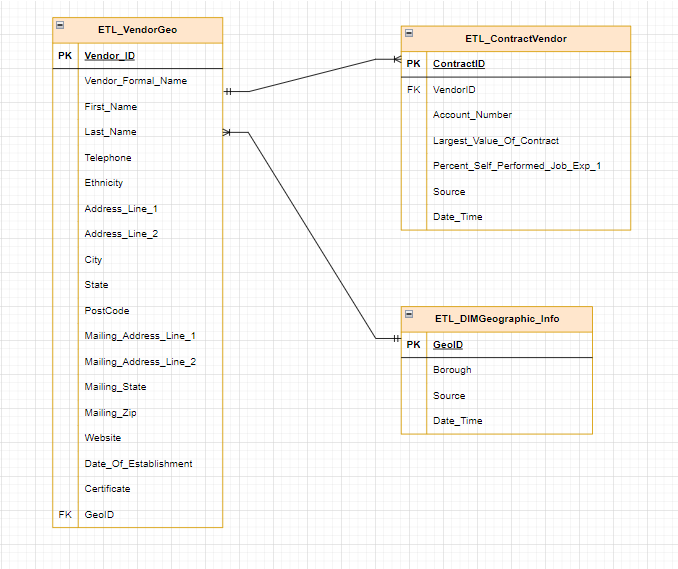 ETL_VendorGeo
PK Vendor_ID
Vendor_Formal_Name
First_Name
Last_Name
Telephone
Ethnicity
Address_Line_1
Address_Line_2
City
State
PostCode
Mailing_Address_Line_1
Mailing_Address_Line_2
Mailing_State
Mailing_Zip
Website
Date_Of_Establishment
Certificate
FK GeoID
ETL_ContractVendor
PK ContractID
FK VendorID
Account_Number
Largest_Value_Of_Contract
Percent_Self_Performed_Job_Exp_1
Source
Date_Time
ETL_DIMGeographic_Info
PK GeoID
Borough
Source
Date_Time